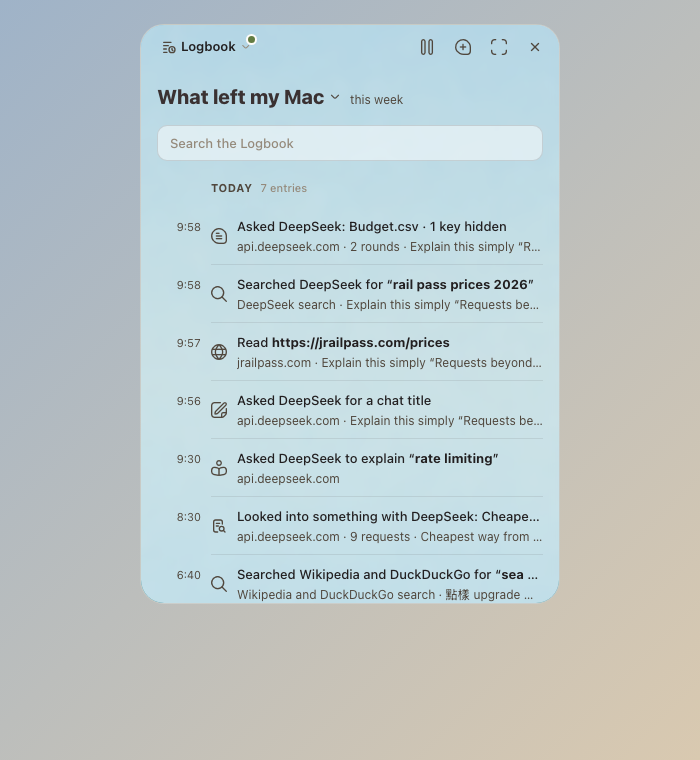 Logbook
What left my Mac this week
Search the Logbook
TODAY 7 entries
9:58 Asked DeepSeek: Budget.csv · 1 key hidden
api.deepseek.com · 2 rounds · Explain this simply “R…
9:58 Searched DeepSeek for “rail pass prices 2026”
DeepSeek search · Explain this simply “Requests be…
9:57 Read https://jrailpass.com/prices
jrailpass.com · Explain this simply “Requests beyond…
9:56 Asked DeepSeek for a chat title
api.deepseek.com · Explain this simply “Requests be…
9:30 Asked DeepSeek to explain “rate limiting”
api.deepseek.com
8:30 Looked into something with DeepSeek: Cheape…
api.deepseek.com · 9 requests · Cheapest way from …
6:40 Searched Wikipedia and DuckDuckGo for “sea …
Wikipedia and DuckDuckGo search · 點樣 upgrade …